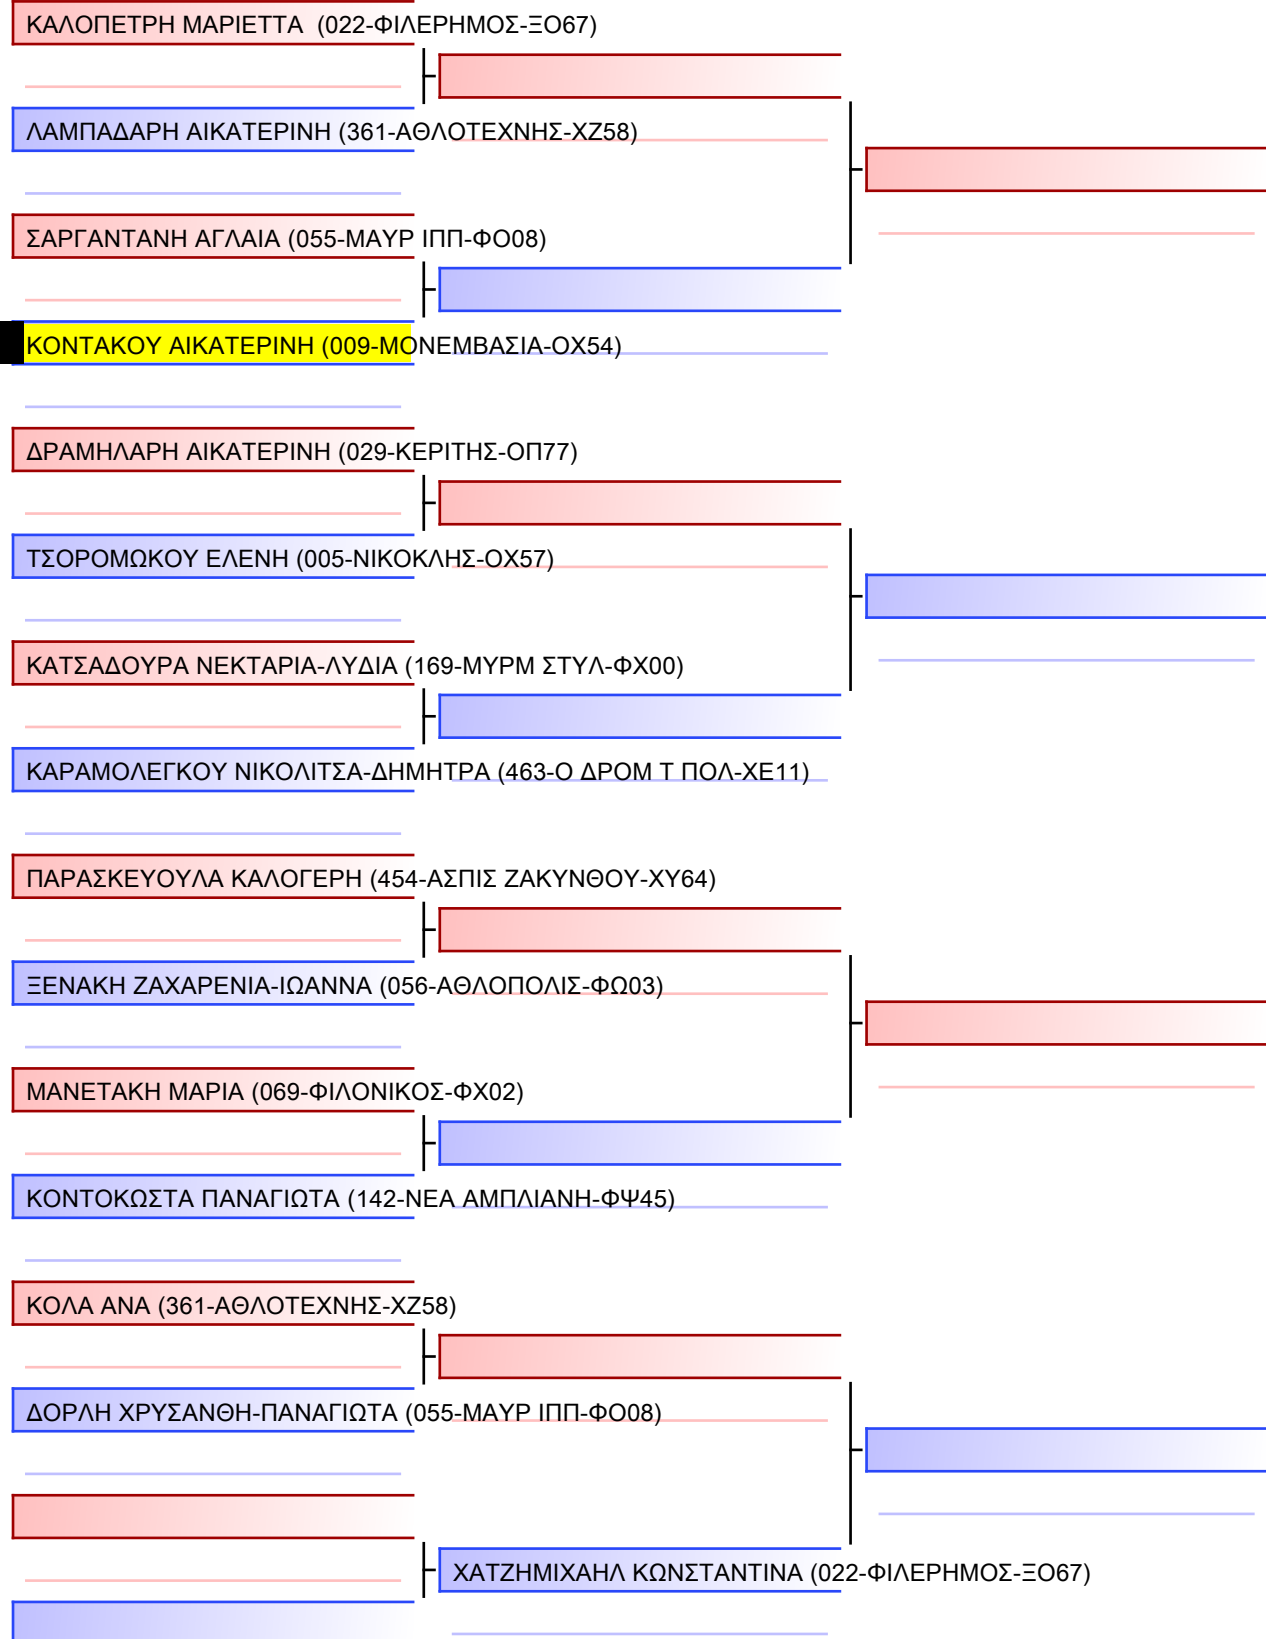 ΚΑΛΟΠΕΤΡΗ ΜΑΡΙΕΤΤΑ  (022-ΦΙΛΕΡΗΜΟΣ-ΞΟ67)
ΛΑΜΠΑΔΑΡΗ ΑΙΚΑΤΕΡΙΝΗ (361-ΑΘΛΟΤΕΧΝΗΣ-ΧΖ58)
ΣΑΡΓΑΝΤΑΝΗ ΑΓΛΑΙΑ (055-ΜΑΥΡ ΙΠΠ-ΦΟ08)
ΚΟΝΤΑΚΟΥ ΑΙΚΑΤΕΡΙΝΗ (009-ΜΟΝΕΜΒΑΣΙΑ-ΟΧ54)
ΔΡΑΜΗΛΑΡΗ ΑΙΚΑΤΕΡΙΝΗ (029-ΚΕΡΙΤΗΣ-ΟΠ77)
ΤΣΟΡΟΜΩΚΟΥ ΕΛΕΝΗ (005-ΝΙΚΟΚΛΗΣ-ΟΧ57)
ΚΑΤΣΑΔΟΥΡΑ ΝΕΚΤΑΡΙΑ-ΛΥΔΙΑ (169-ΜΥΡΜ ΣΤΥΛ-ΦΧ00)
ΚΑΡΑΜΟΛΕΓΚΟΥ ΝΙΚΟΛΙΤΣΑ-ΔΗΜΗΤΡΑ (463-Ο ΔΡΟΜ Τ ΠΟΛ-ΧΕ11)
ΠΑΡΑΣΚΕΥΟΥΛΑ ΚΑΛΟΓΕΡΗ (454-ΑΣΠΙΣ ΖΑΚΥΝΘΟΥ-ΧΥ64)
ΞΕΝΑΚΗ ΖΑΧΑΡΕΝΙΑ-ΙΩΑΝΝΑ (056-ΑΘΛΟΠΟΛΙΣ-ΦΩ03)
ΜΑΝΕΤΑΚΗ ΜΑΡΙΑ (069-ΦΙΛΟΝΙΚΟΣ-ΦΧ02)
ΚΟΝΤΟΚΩΣΤΑ ΠΑΝΑΓΙΩΤΑ (142-ΝΕΑ ΑΜΠΛΙΑΝΗ-ΦΨ45)
ΚΟΛΑ ΑΝΑ (361-ΑΘΛΟΤΕΧΝΗΣ-ΧΖ58)
ΔΟΡΛΗ ΧΡΥΣΑΝΘΗ-ΠΑΝΑΓΙΩΤΑ (055-ΜΑΥΡ ΙΠΠ-ΦΟ08)
ΧΑΤΖΗΜΙΧΑΗΛ ΚΩΝΣΤΑΝΤΙΝΑ (022-ΦΙΛΕΡΗΜΟΣ-ΞΟ67)